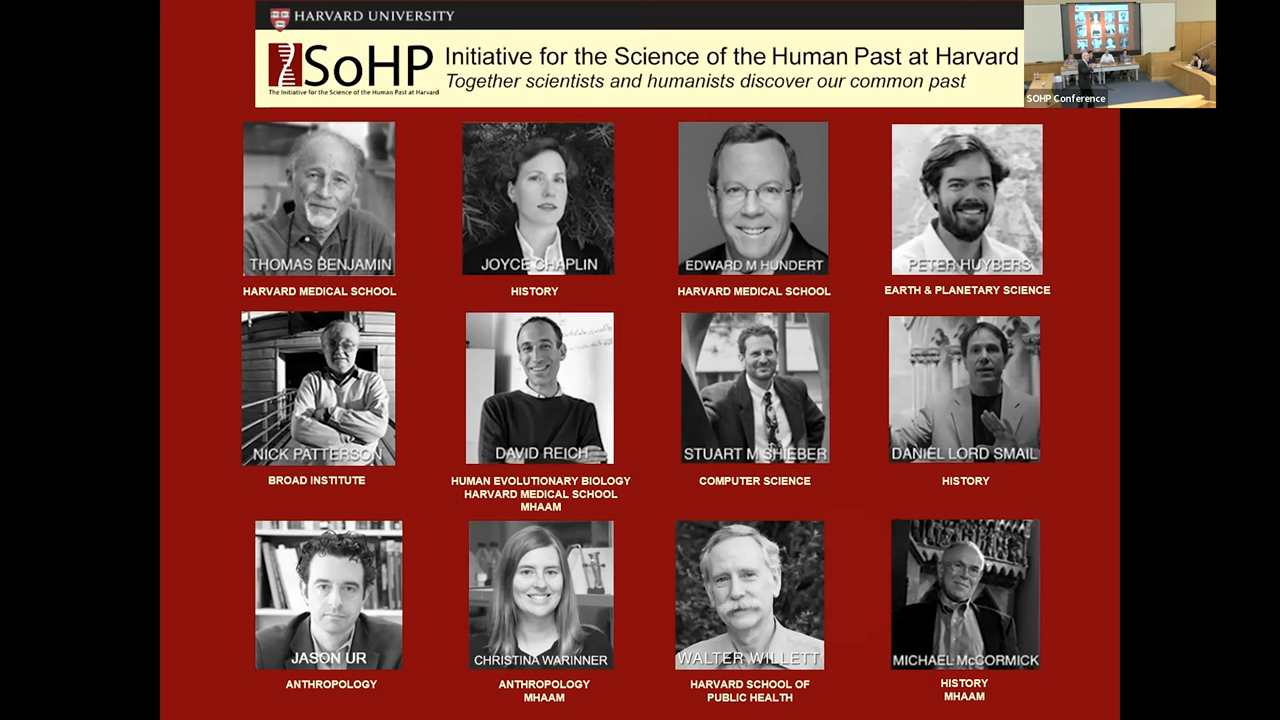 HARVARD UNIVERSITY
SoHP
The Initiative for the Science of the Human Past at Harvard
Initiative for the Science of the Human Past at Harvard
Together scientists and humanists discover our common past
SOHP Conference
THOMAS BENJAMIN
HARVARD MEDICAL SCHOOL
JOYCE CHAPLIN
HISTORY
EDWARD M HUNDERT
HARVARD MEDICAL SCHOOL
PETER HUYBERS
EARTH & PLANETARY SCIENCE
NICK PATTERSON
BROAD INSTITUTE
DAVID REICH
HUMAN EVOLUTIONARY BIOLOGY
HARVARD MEDICAL SCHOOL
MHAAM
STUART M SHIEBER
COMPUTER SCIENCE
DANIEL LORD SMAIL
HISTORY
JASON UR
ANTHROPOLOGY
CHRISTINA WARINNER
ANTHROPOLOGY
MHAAM
WALTER WILLETT
HARVARD SCHOOL OF
PUBLIC HEALTH
MICHAEL McCORMICK
HISTORY
MHAAM